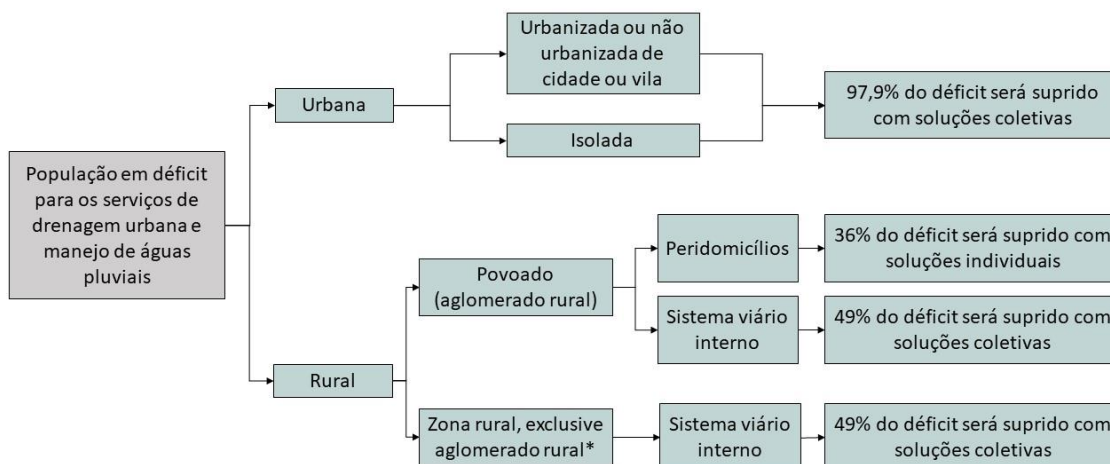 População em déficit
para os serviços de
drenagem urbana e
manejo de águas
pluviais
Urbana
Urbanizada ou não
urbanizada de
cidade ou vila
Isolada
97,9% do déficit será suprido
com soluções coletivas
Rural
Povoado
(aglomerado rural)
Peridomicílios
36% do déficit será suprido com
soluções individuais
Sistema viário
interno
49% do déficit será suprido com
soluções coletivas
Zona rural, exclusive
aglomerado rural*
Sistema viário
interno
49% do déficit será suprido com
soluções coletivas